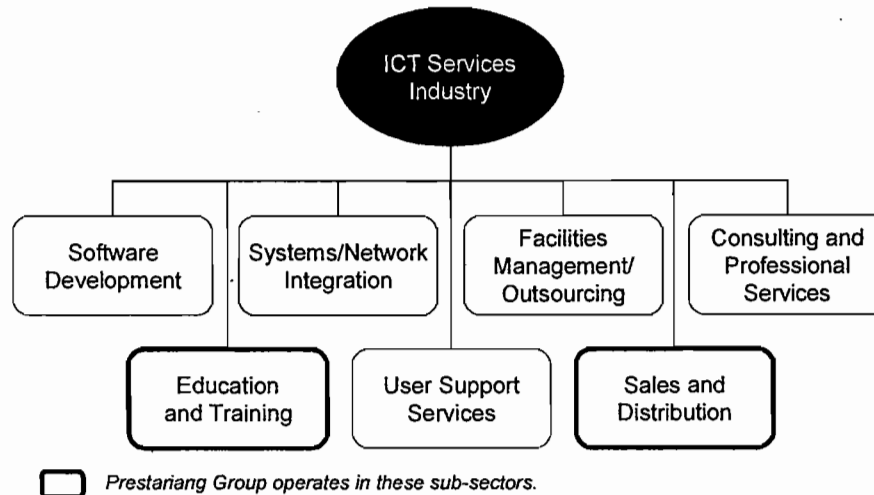 ICT Services
Industry
Software
Development
Systems/Network
Integration
Facilities
Management/
Outsourcing
Consulting and
Professional
Services
Education
and Training
User Support
Services
Sales and
Distribution
Prestariang Group operates in these sub-sectors.